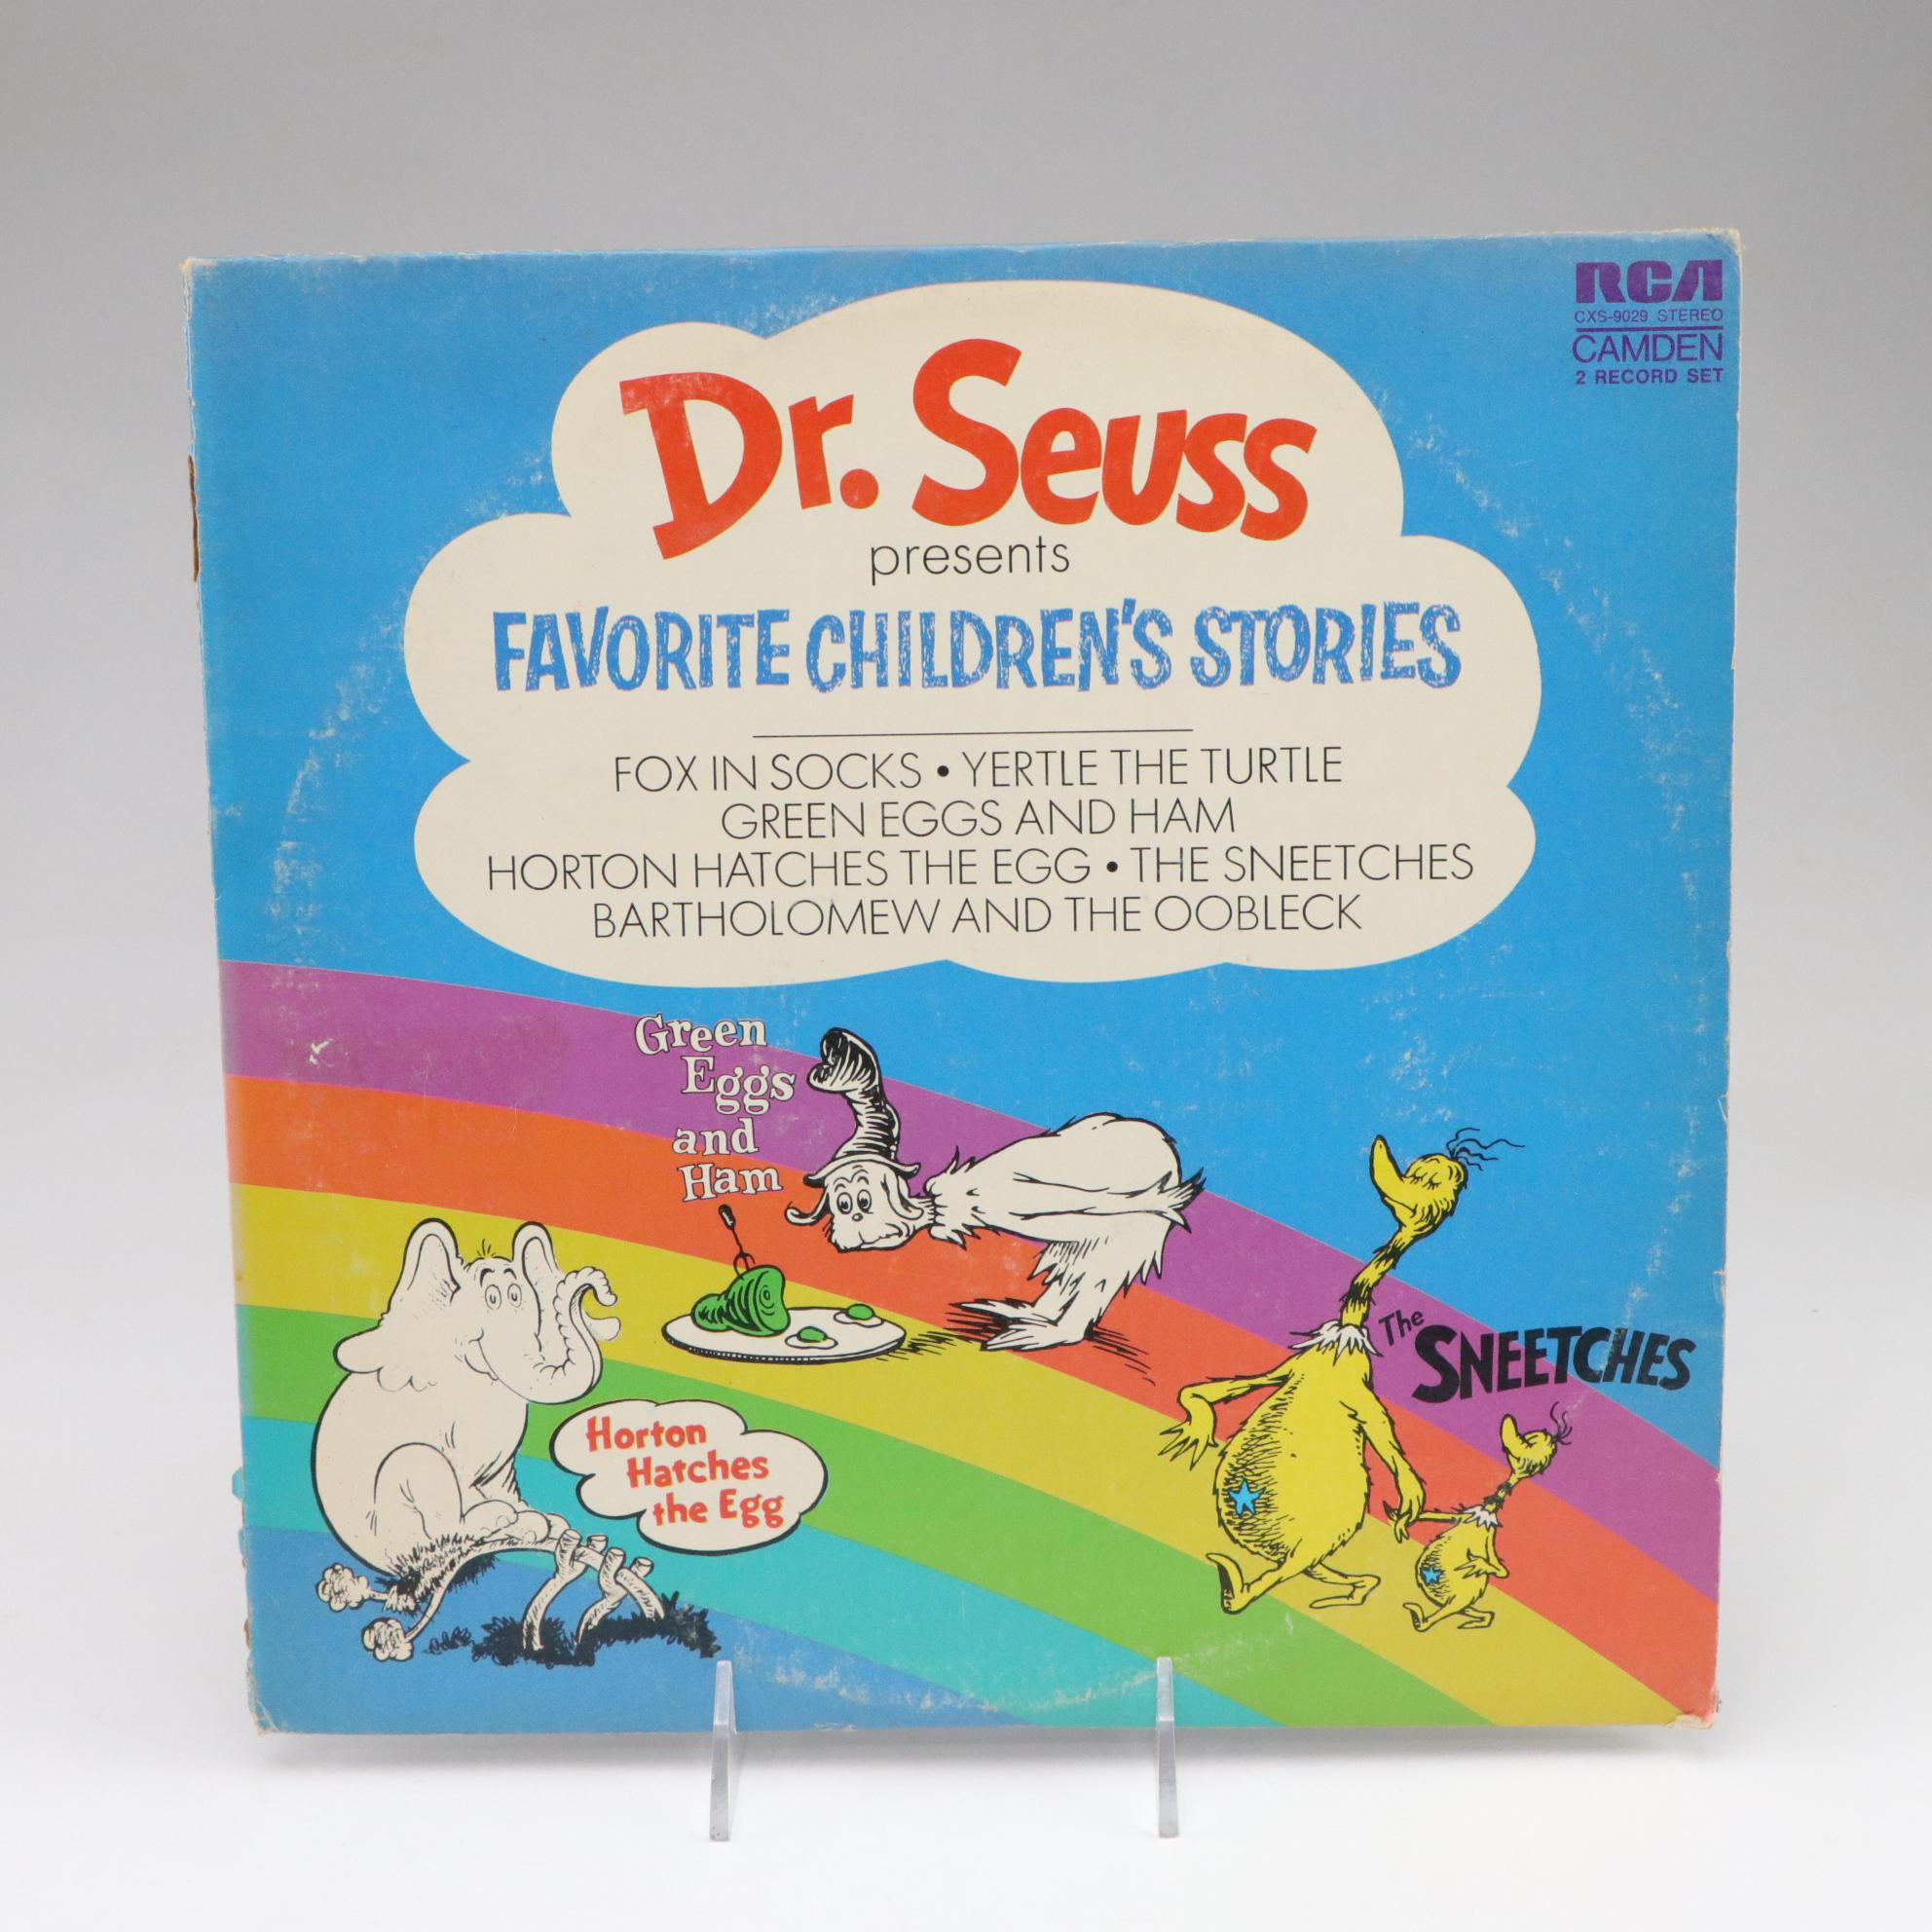 RCA
CXS-9029 STEREO
CAMDEN
2 RECORD SET
Dr. Seuss
presents
FAVORITE CHILDREN'S STORIES
FOX IN SOCKS • YERTLE THE TURTLE
GREEN EGGS AND HAM
HORTON HATCHES THE EGG • THE SNEETCHES
BARTHOLOMEW AND THE OOBLECK
Green
Eggs
and
Ham
The
SNEETCHES
Horton
Hatches
the Egg